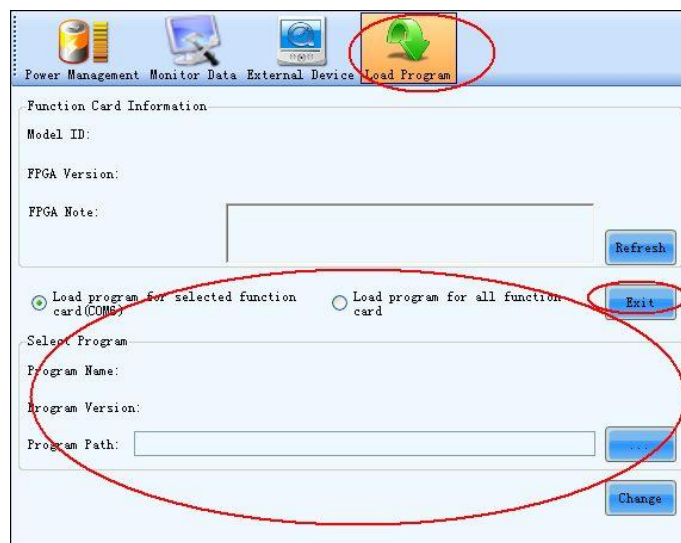 Power Management Monitor Data External Device Load Program
Function Card Information
Model ID:
FPGA Version:
FPGA Note:
Refresh
Load program for selected function
card(COM6)
Load program for all function
card
Exit
Select Program
Program Name:
Program Version:
Program Path:
...
Change